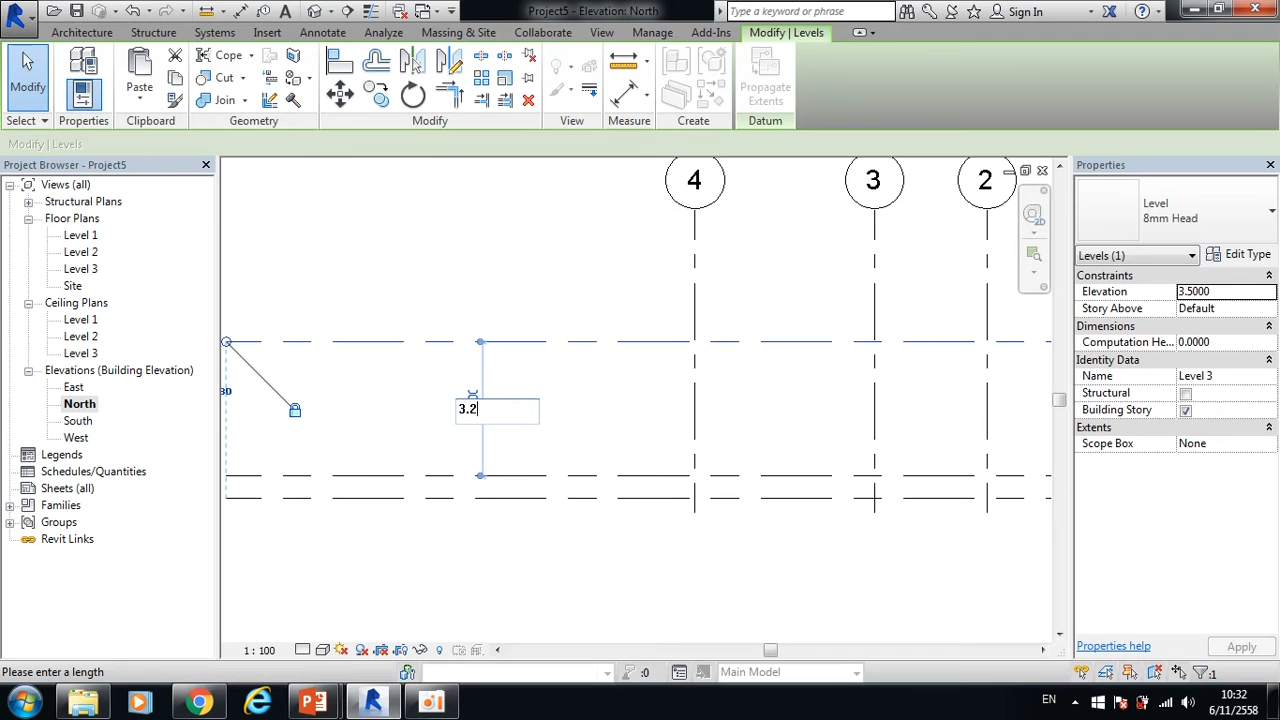 Project5 - Elevation: North
Type a keyword or phrase
Sign In
Architecture Structure Systems Insert Annotate Analyze Massing & Site Collaborate View Manage Add-Ins Modify | Levels
Modify
Paste
Cope
Cut
Join
Propagate
Extents
Select Properties Clipboard Geometry Modify View Measure Create Datum
Modify | Levels
Project Browser - Project5
Views (all)
Structural Plans
Floor Plans
Level 1
Level 2
Level 3
Site
Ceiling Plans
Level 1
Level 2
Level 3
Elevations (Building Elevation)
East
North
South
West
Legends
Schedules/Quantities
Sheets (all)
Families
Groups
Revit Links
4 3 2
2D
3D
3.2
1 : 100
Properties
Level
8mm Head
Levels (1)
Edit Type
Constraints
Elevation 3.5000
Story Above Default
Dimensions
Computation He... 0.0000
Identity Data
Name Level 3
Structural
Building Story
Extents
Scope Box None
Properties help
Apply
Please enter a length
:0
Main Model
:1
EN
10:32
6/11/2558